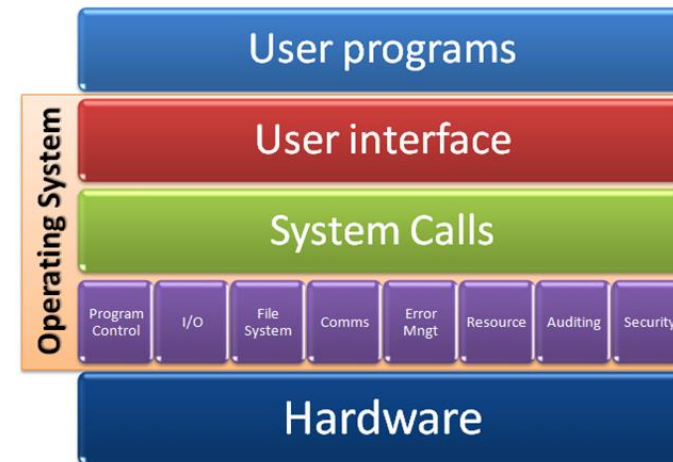 User programs
Operating System
User interface
System Calls
Program
Control
I/O
File
System
Comms
Error
Mngt
Resource
Auditing
Security
Hardware